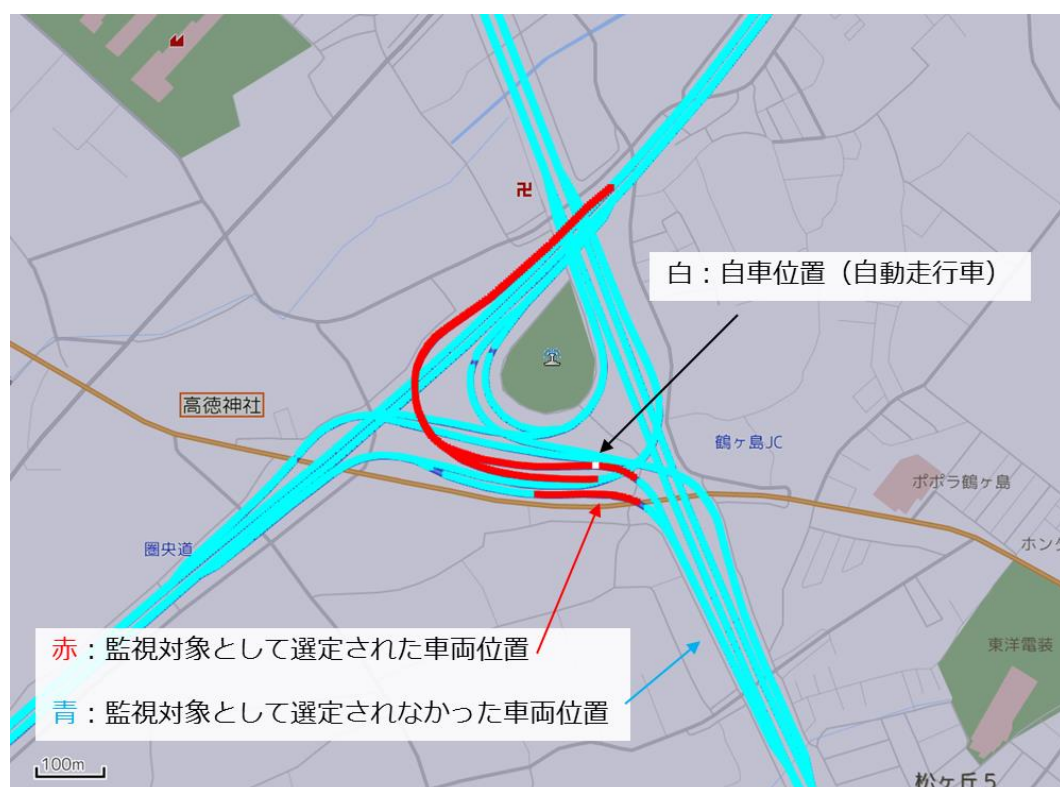 白：自車位置（自動走行車）
高徳神社
鶴ヶ島JC
ポポラ鶴ヶ島
ホンダ
圏央道
東洋電装
赤：監視対象として選定された車両位置
青：監視対象として選定されなかった車両位置
100m
松ヶ丘5